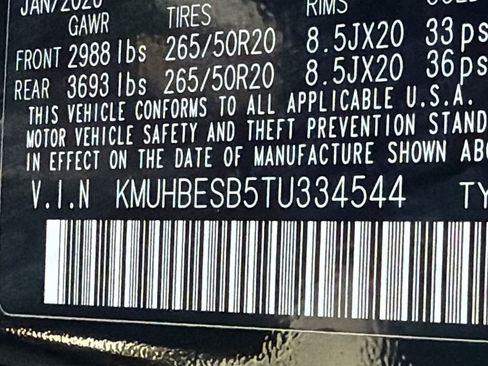 JAN/2026
GAWR TIRES RIMS
FRONT 2988 lbs 265/50R20 8.5JX20 33 ps
REAR 3693 lbs 265/50R20 8.5JX20 36 ps
THIS VEHICLE CONFORMS TO ALL APPLICABLE U.S.A.
MOTOR VEHICLE SAFETY AND THEFT PREVENTION STAND
IN EFFECT ON THE DATE OF MANUFACTURE SHOWN ABO
V.I.N KMUHBESB5TU334544 TY